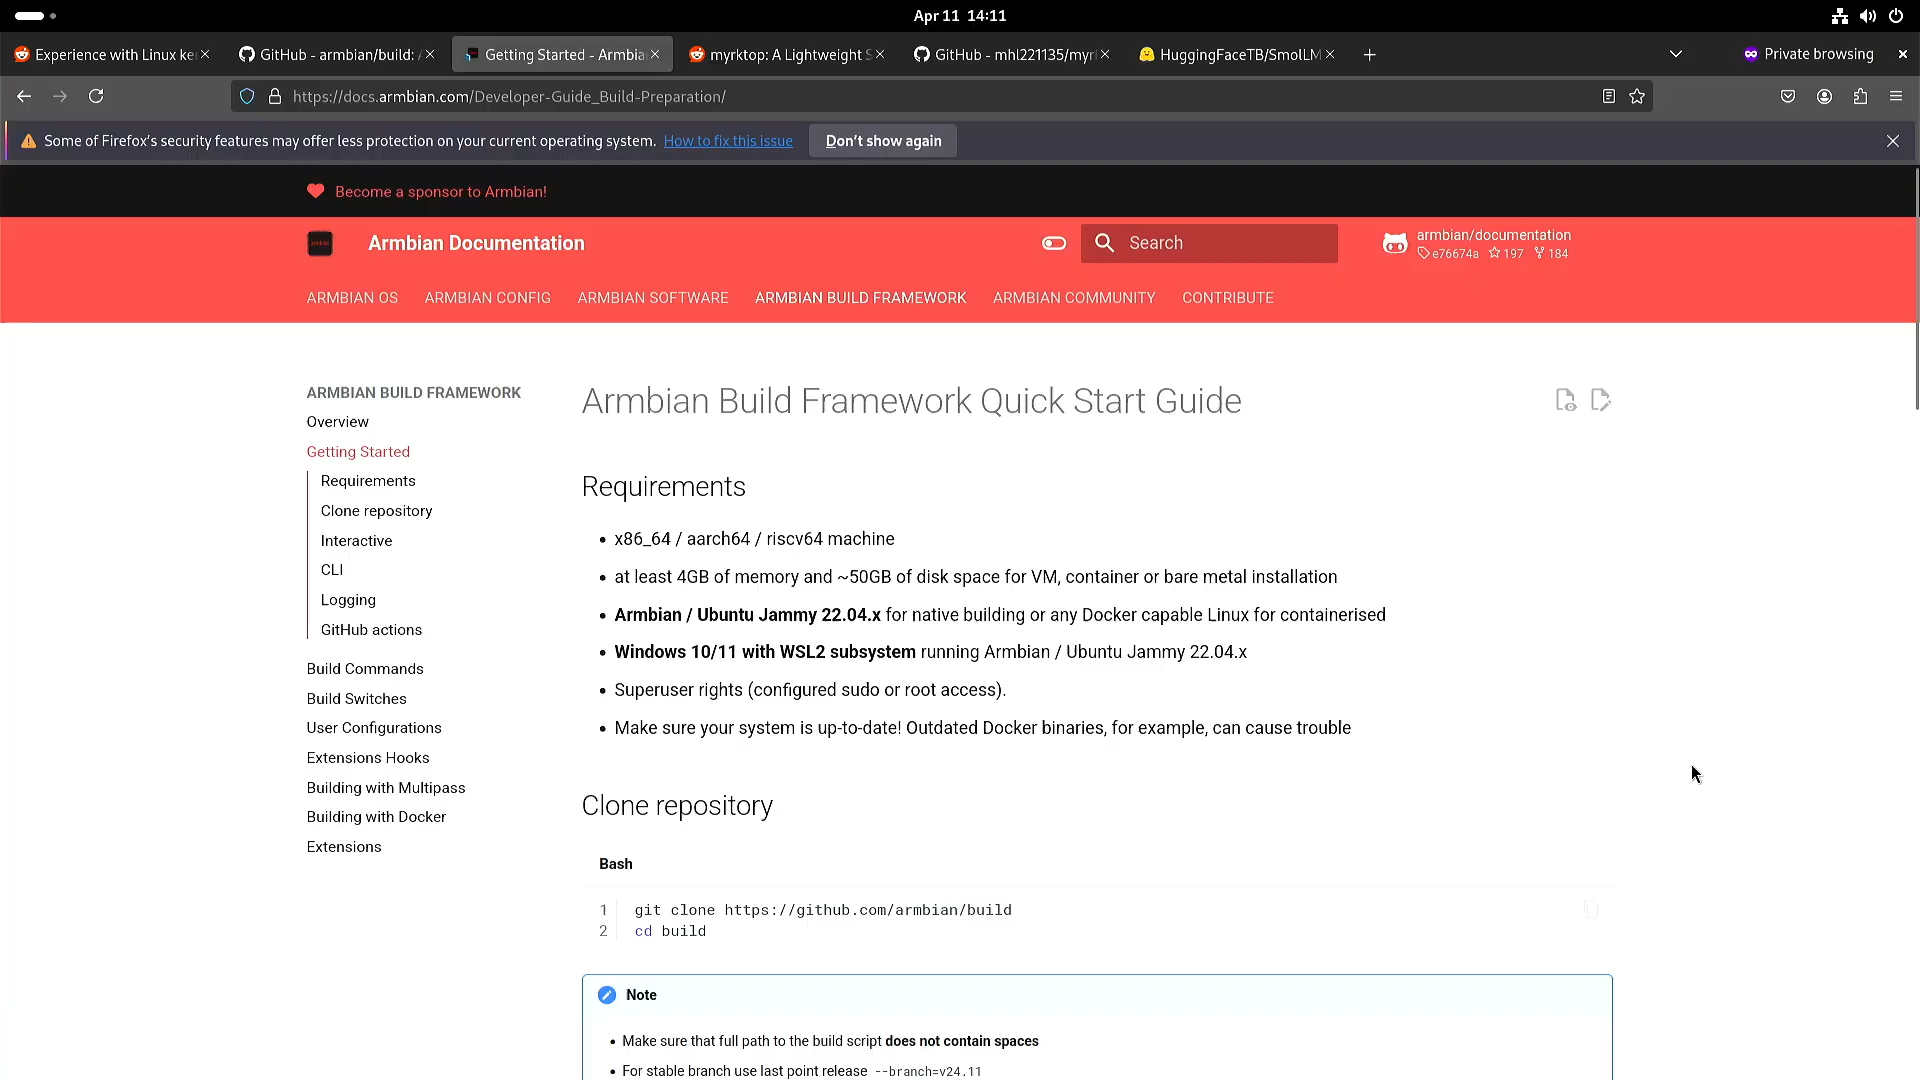 Apr 11 14:11
Experience with Linux ke
GitHub - armbian/build:
Getting Started - Armbia
myrktop: A Lightweight S
GitHub - mhl221135/myr
HuggingFaceTB/SmolLM
Private browsing
https://docs.armbian.com/Developer-Guide_Build-Preparation/
Some of Firefox's security features may offer less protection on your current operating system. How to fix this issue Don't show again
Become a sponsor to Armbian!
Armbian Documentation
Search
armbian/documentation
e76674a 197 184
ARMBIAN OS ARMBIAN CONFIG ARMBIAN SOFTWARE ARMBIAN BUILD FRAMEWORK ARMBIAN COMMUNITY CONTRIBUTE
ARMBIAN BUILD FRAMEWORK
Overview
Getting Started
Requirements
Clone repository
Interactive
CLI
Logging
GitHub actions
Build Commands
Build Switches
User Configurations
Extensions Hooks
Building with Multipass
Building with Docker
Extensions
Armbian Build Framework Quick Start Guide
Requirements
• x86_64 / aarch64 / riscv64 machine
• at least 4GB of memory and ~50GB of disk space for VM, container or bare metal installation
• Armbian / Ubuntu Jammy 22.04.x for native building or any Docker capable Linux for containerised
• Windows 10/11 with WSL2 subsystem running Armbian / Ubuntu Jammy 22.04.x
• Superuser rights (configured sudo or root access).
• Make sure your system is up-to-date! Outdated Docker binaries, for example, can cause trouble
Clone repository
Bash
1 git clone https://github.com/armbian/build
2 cd build
Note
• Make sure that full path to the build script does not contain spaces
• For stable branch use last point release --branch=v24.11